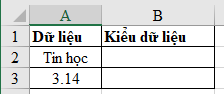 A B
1 Dữ liệu Kiểu dữ liệu
2 Tin học
3 3.14